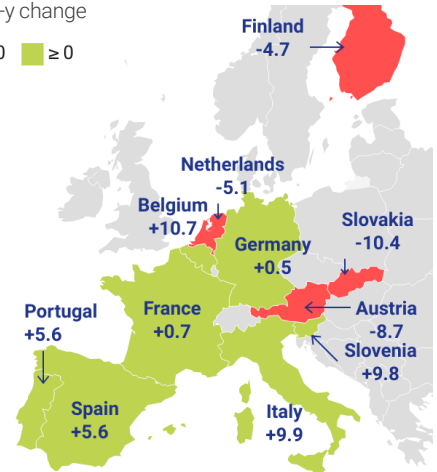 -y change
0 ≥ 0
Finland
-4.7
Netherlands
-5.1
Belgium
+10.7
Slovakia
-10.4
Germany
+0.5
Portugal
+5.6
France
+0.7
Austria
-8.7
Slovenia
+9.8
Spain
+5.6
Italy
+9.9